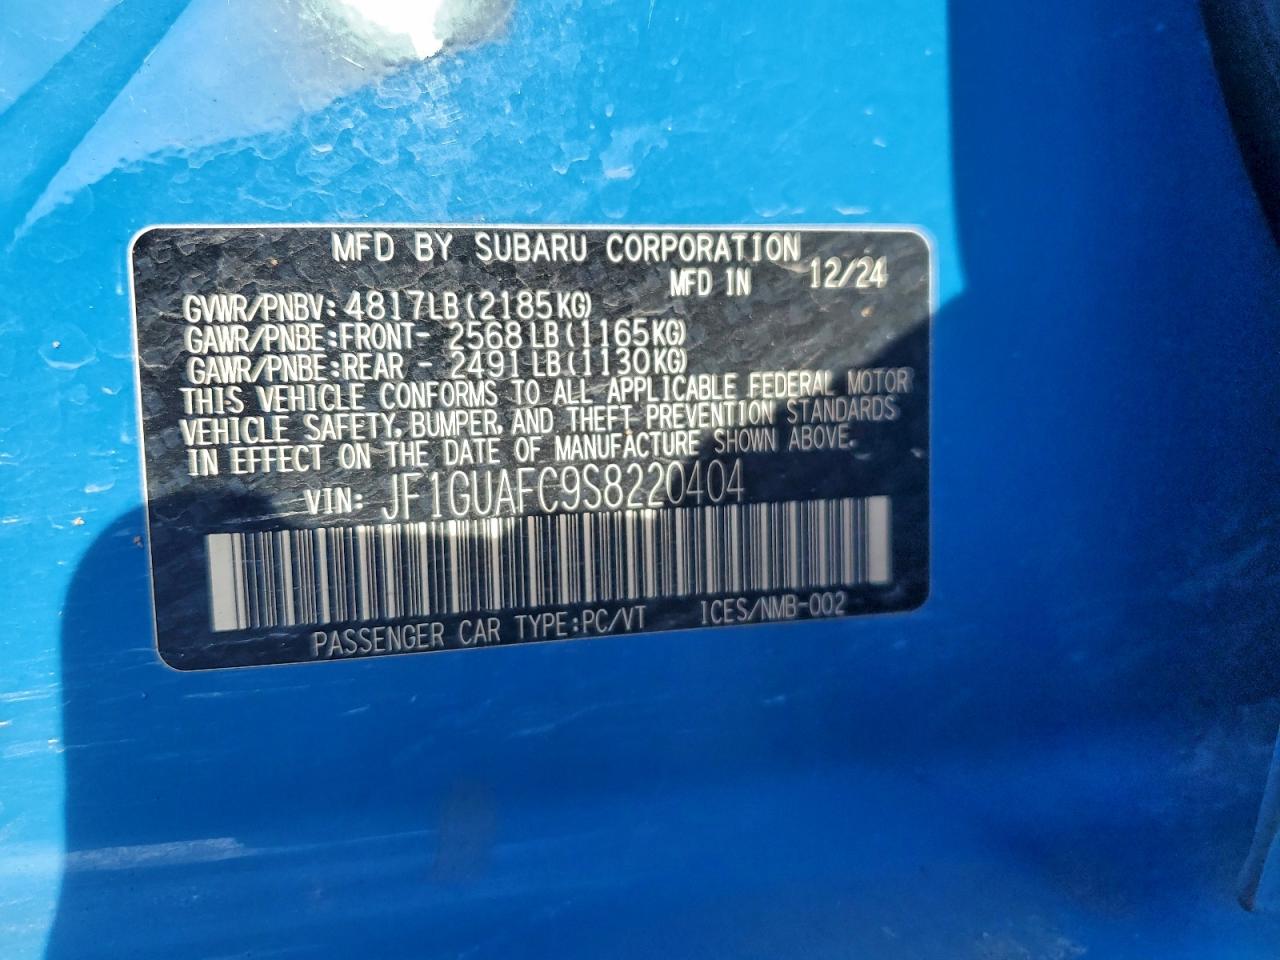 MFD BY SUBARU CORPORATION
MFD IN 12/24
GVWR/PNBV: 4817LB(2185KG)
GAWR/PNBE:FRONT- 2568LB(1165KG)
GAWR/PNBE:REAR - 2491LB(1130KG)
THIS VEHICLE CONFORMS TO ALL APPLICABLE FEDERAL MOTOR
VEHICLE SAFETY, BUMPER, AND THEFT PREVENTION STANDARDS
IN EFFECT ON THE DATE OF MANUFACTURE SHOWN ABOVE.
VIN: JF1GUAFC9S8220404
PASSENGER CAR TYPE:PC/VT ICES/NMB-002